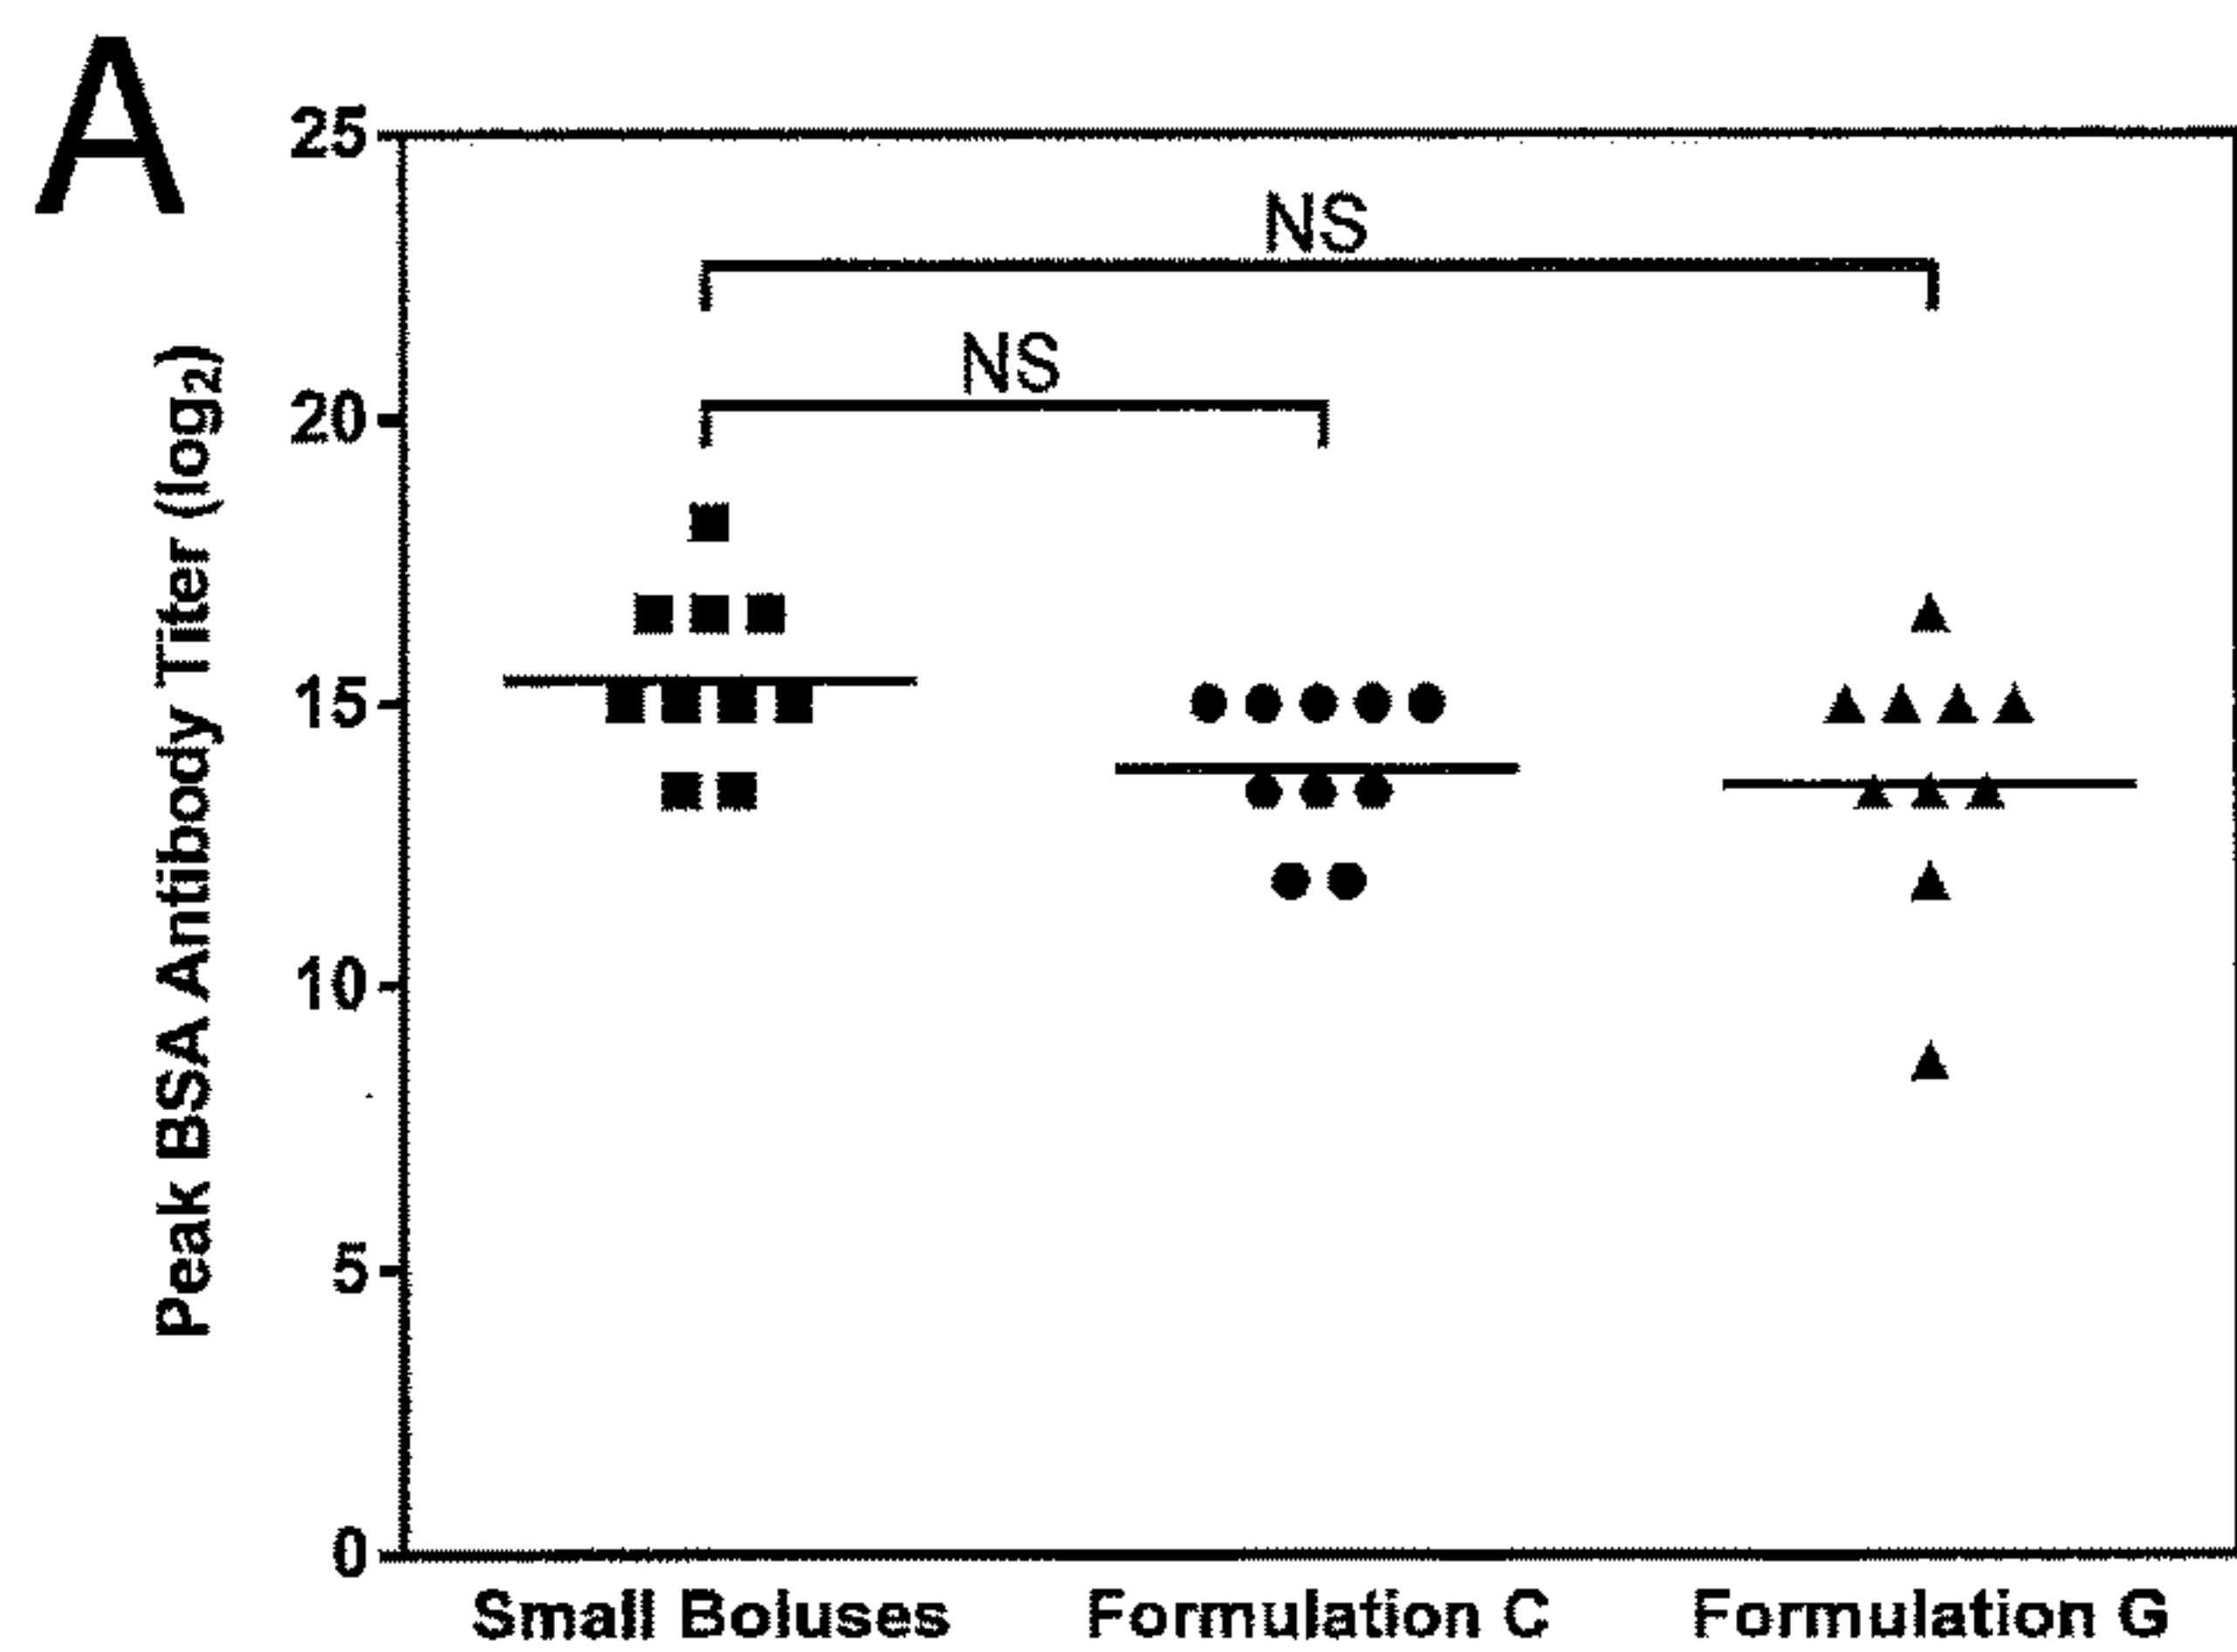 A
25
NS
NS
20
15
10
5
0
Peak BSA Antibody Titer (log₂)
Small Boluses Formulation C Formulation G